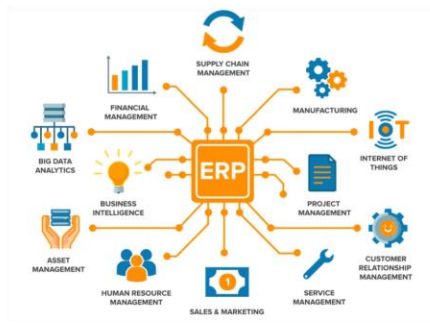 SUPPLY CHAIN
MANAGEMENT
FINANCIAL
MANAGEMENT
MANUFACTURING
BIG DATA
ANALYTICS
ERP
IOT
INTERNET OF
THINGS
BUSINESS
INTELLIGENCE
PROJECT
MANAGEMENT
ASSET
MANAGEMENT
CUSTOMER
RELATIONSHIP
MANAGEMENT
HUMAN RESOURCE
MANAGEMENT
1
SALES & MARKETING
SERVICE
MANAGEMENT